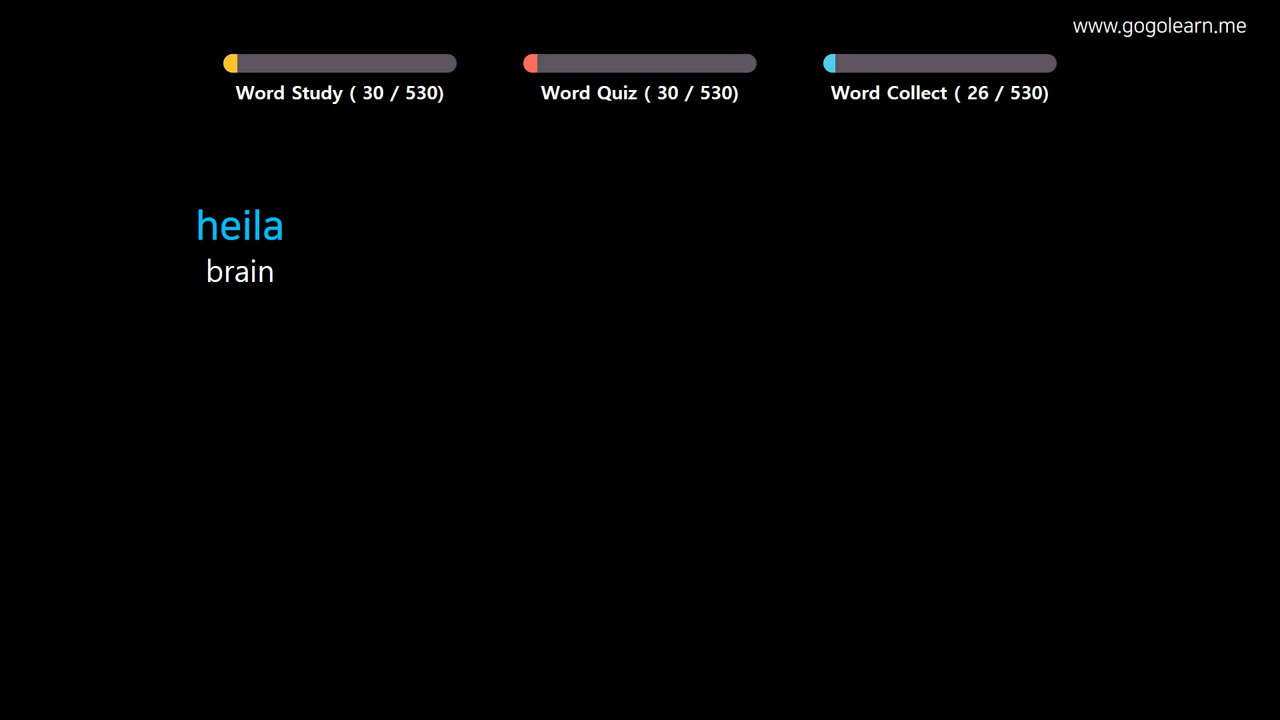 www.gogolearn.me
Word Study ( 30 / 530)
Word Quiz ( 30 / 530)
Word Collect ( 26 / 530)
heila
brain